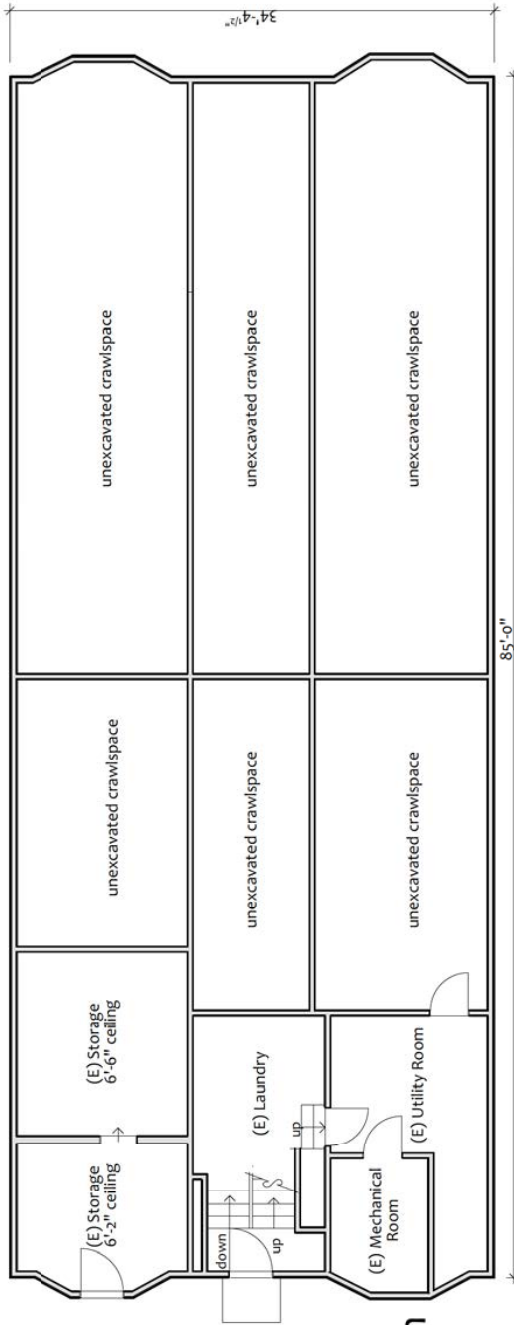 34'-4 1/2"
unexcavated crawlspace
unexcavated crawlspace
unexcavated crawlspace
85'-0"
unexcavated crawlspace
unexcavated crawlspace
unexcavated crawlspace
(E) Storage
6'-6" ceiling
(E) Laundry
(E) Utility Room
up
(E) Storage
6'-2" ceiling
down
up
(E) Mechanical
Room